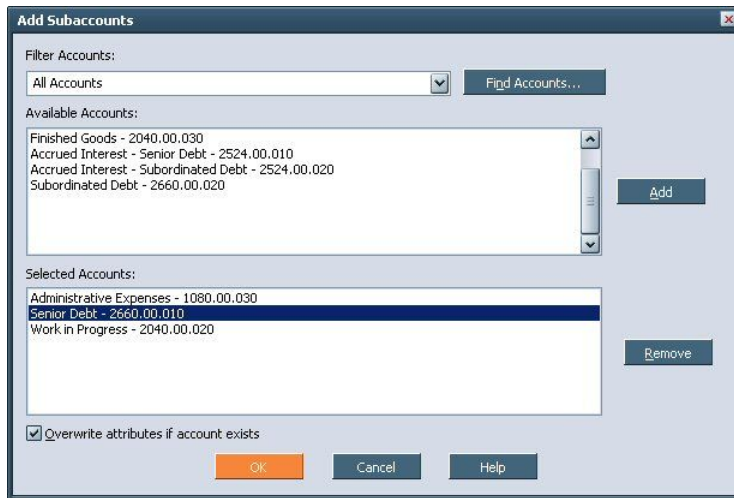 Add Subaccounts
Filter Accounts:
All Accounts
Find Accounts...
Available Accounts:
Finished Goods - 2040.00.030
Accrued Interest - Senior Debt - 2524.00.010
Accrued Interest - Subordinated Debt - 2524.00.020
Subordinated Debt - 2660.00.020
Add
Selected Accounts:
Administrative Expenses - 1080.00.030
Senior Debt - 2660.00.010
Work in Progress - 2040.00.020
Remove
Overwrite attributes if account exists
OK Cancel Help